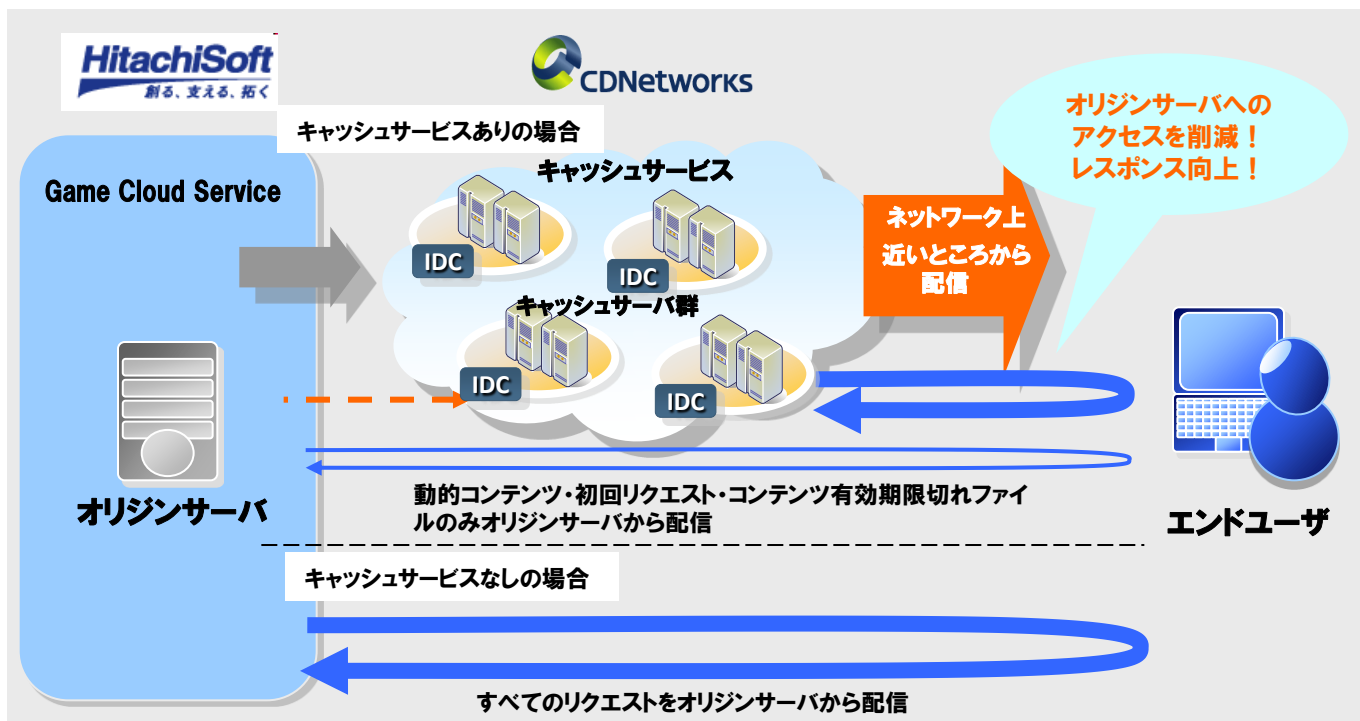 HitachiSoft
創る、支える、拓く
CDNetworks
オリジンサーバへの
アクセスを削減！
レスポンス向上！
キャッシュサービスありの場合
Game Cloud Service
キャッシュサービス
IDC
IDC
キャッシュサーバ群
IDC
IDC
ネットワーク上
近いところから
配信
オリジンサーバ
動的コンテンツ・初回リクエスト・コンテンツ有効期限切れファイ
ルのみオリジンサーバから配信
エンドユーザ
キャッシュサービスなしの場合
すべてのリクエストをオリジンサーバから配信